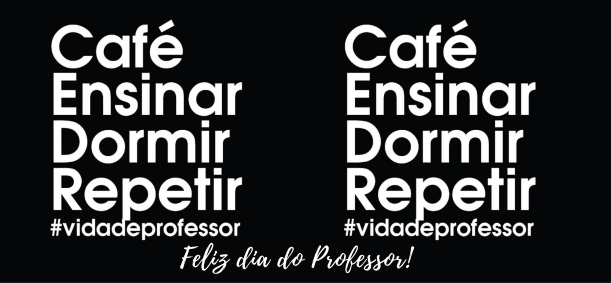 Café
Ensinar
Dormir
Repetir
#vidadeprofessor
Café
Ensinar
Dormir
Repetir
#vidadeprofessor
Feliz dia do Professor!